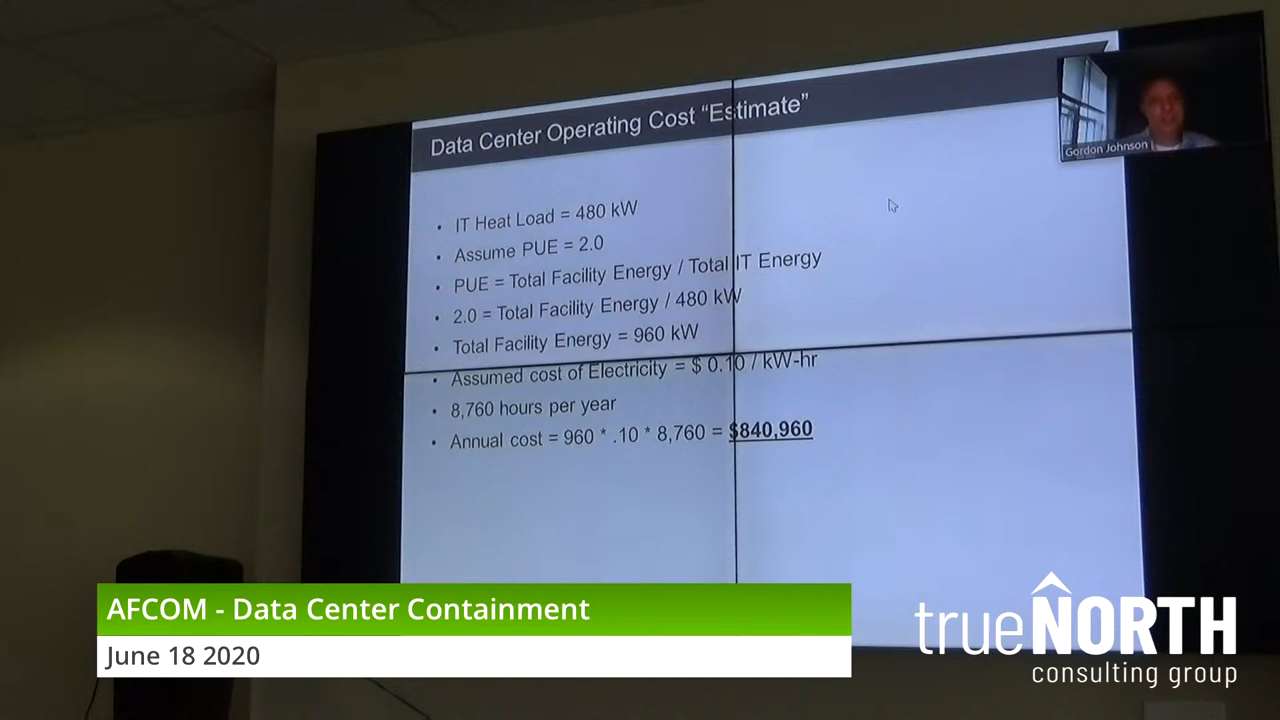 Data Center Operating Cost “Estimate”
Gordon Johnson
• IT Heat Load = 480 kW
• Assume PUE = 2.0
• PUE = Total Facility Energy / Total IT Energy
• 2.0 = Total Facility Energy / 480 kW
• Total Facility Energy = 960 kW
• Assumed cost of Electricity = $ 0.10 / kW-hr
• 8,760 hours per year
• Annual cost = 960 * .10 * 8,760 = $840,960
AFCOM - Data Center Containment
June 18 2020
trueNORTH
consulting group